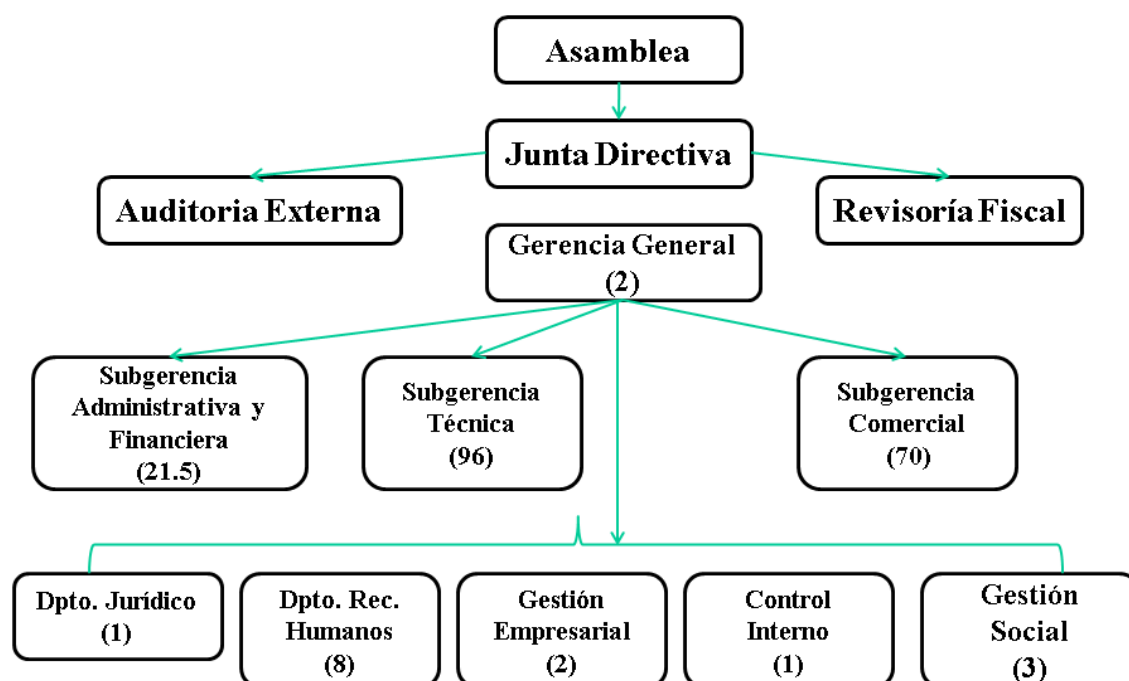 Asamblea
Junta Directiva
Auditoria Externa
Revisoría Fiscal
Gerencia General
(2)
Subgerencia
Administrativa y
Financiera
(21.5)
Subgerencia
Técnica
(96)
Subgerencia
Comercial
(70)
Dpto. Jurídico
(1)
Dpto. Rec.
Humanos
(8)
Gestión
Empresarial
(2)
Control
Interno
(1)
Gestión
Social
(3)